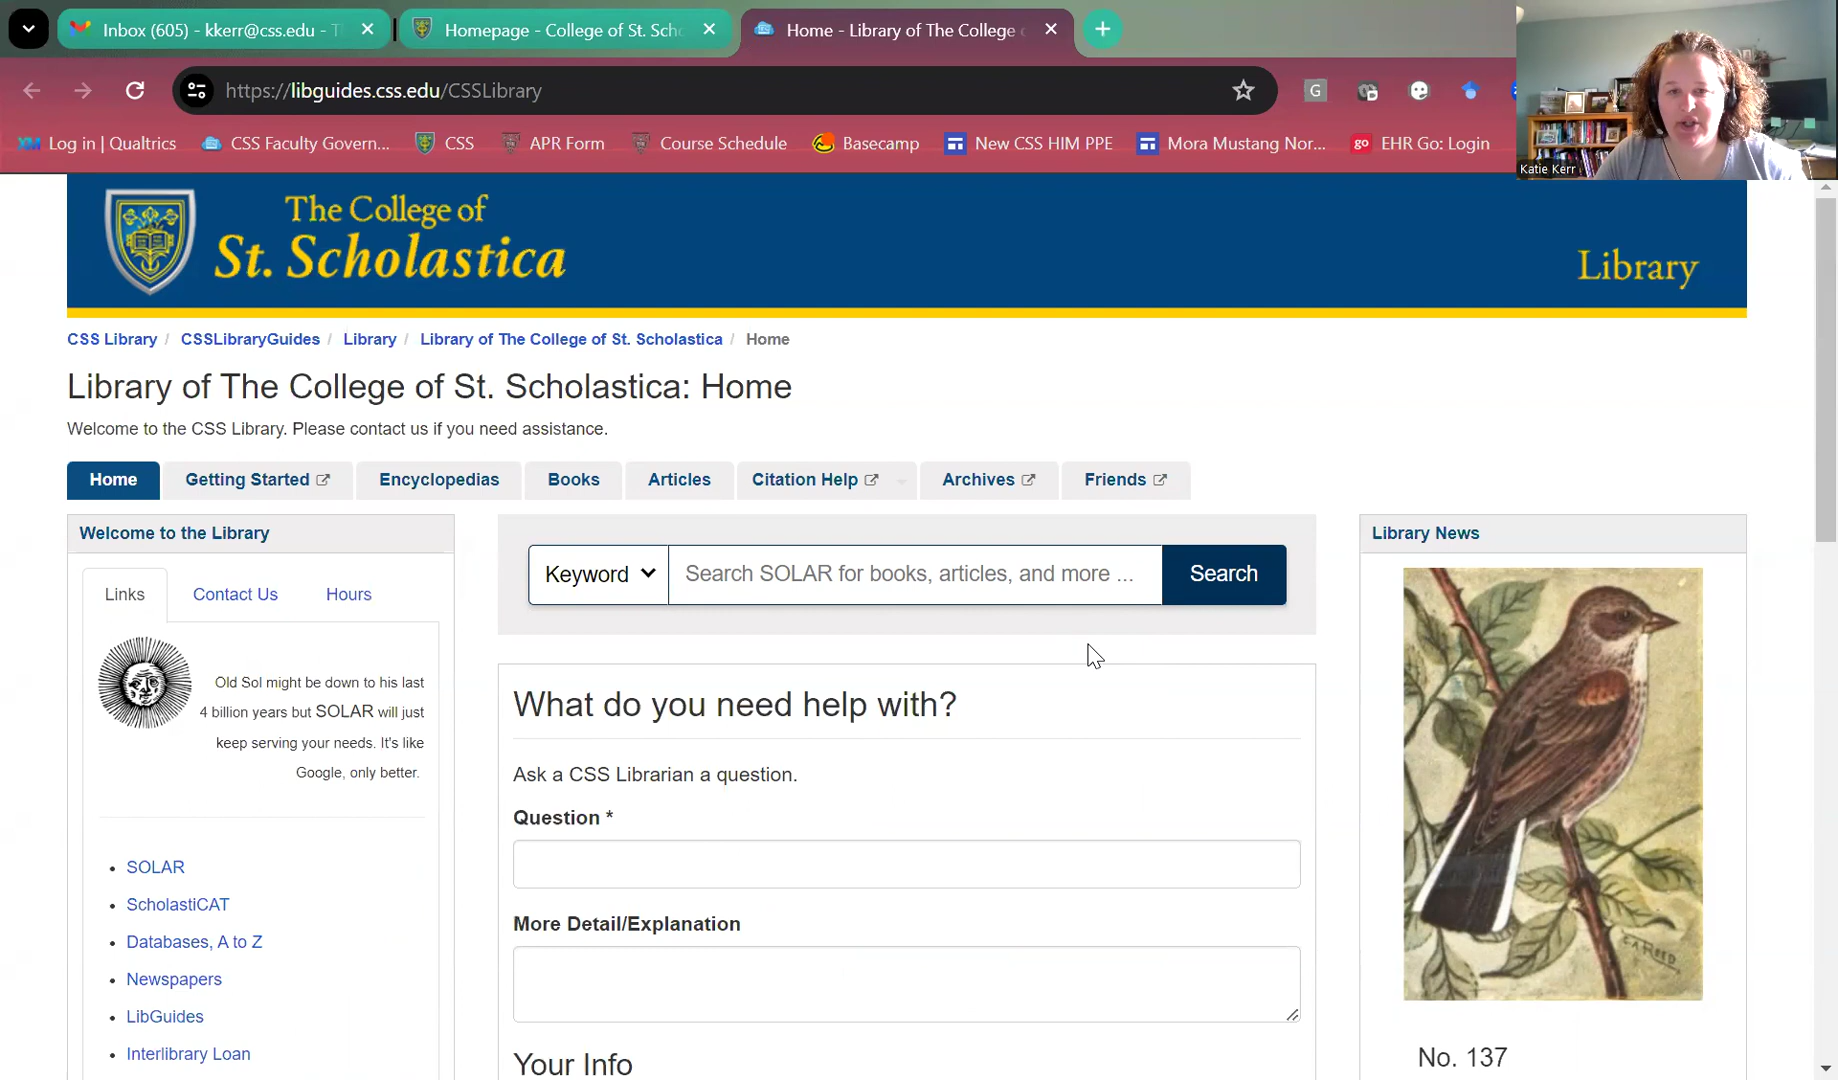 Inbox (605) - kkerr@css.edu - T
Homepage - College of St. Scho
Home - Library of The College
https://libguides.css.edu/CSSLibrary
G
XM Log in | Qualtrics
CSS Faculty Govern...
CSS
APR Form
Course Schedule
Basecamp
New CSS HIM PPE
Mora Mustang Nor...
go EHR Go: Login
Katie Kerr
The College of
St. Scholastica
Library
CSS Library / CSSLibraryGuides / Library / Library of The College of St. Scholastica / Home
Library of The College of St. Scholastica: Home
Welcome to the CSS Library. Please contact us if you need assistance.
Home
Getting Started
Encyclopedias
Books
Articles
Citation Help
Archives
Friends
Welcome to the Library
Links
Contact Us
Hours
Old Sol might be down to his last
4 billion years but SOLAR will just
keep serving your needs. It's like
Google, only better.
SOLAR
ScholastiCAT
Databases, A to Z
Newspapers
LibGuides
Interlibrary Loan
Keyword
Search SOLAR for books, articles, and more ...
Search
What do you need help with?
Ask a CSS Librarian a question.
Question *
More Detail/Explanation
Your Info
Library News
No. 137